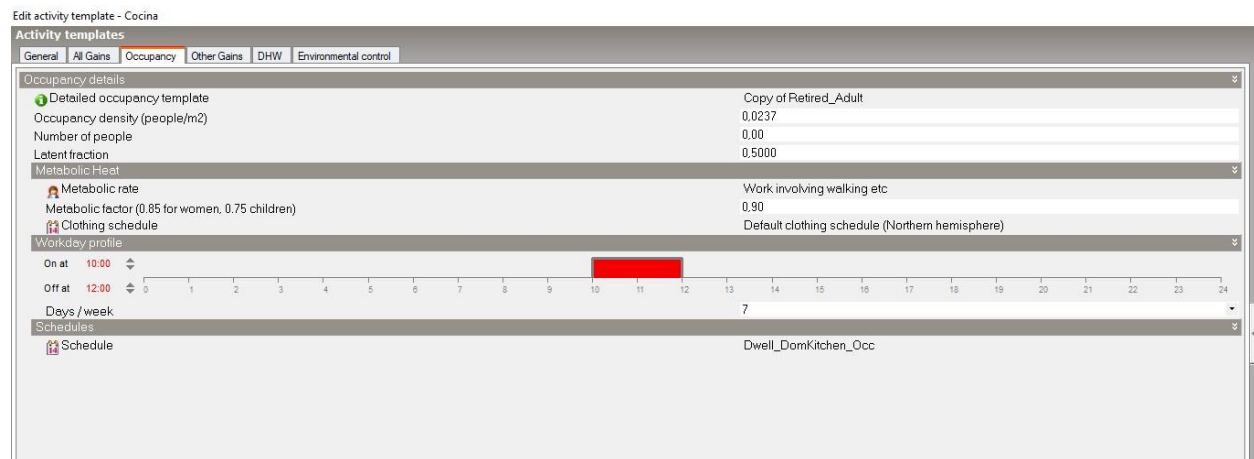 Edit activity template - Cocina
Activity templates
General All Gains Occupancy Other Gains DHW Environmental control
Occupancy details
Detailed occupancy template Copy of Retired_Adult
Occupancy density (people/m2) 0,0237
Number of people 0,00
Latent fraction 0,5000
Metabolic Heat
Metabolic rate Work involving walking etc
Metabolic factor (0.85 for women, 0.75 children) 0,90
Clothing schedule Default clothing schedule (Northern hemisphere)
Workday profile
On at 10:00
Off at 12:00 0 1 2 3 4 5 6 7 8 9 10 11 12 13 14 15 16 17 18 19 20 21 22 23 24
Days / week 7
Schedules
Schedule Dwell_DomKitchen_Occ